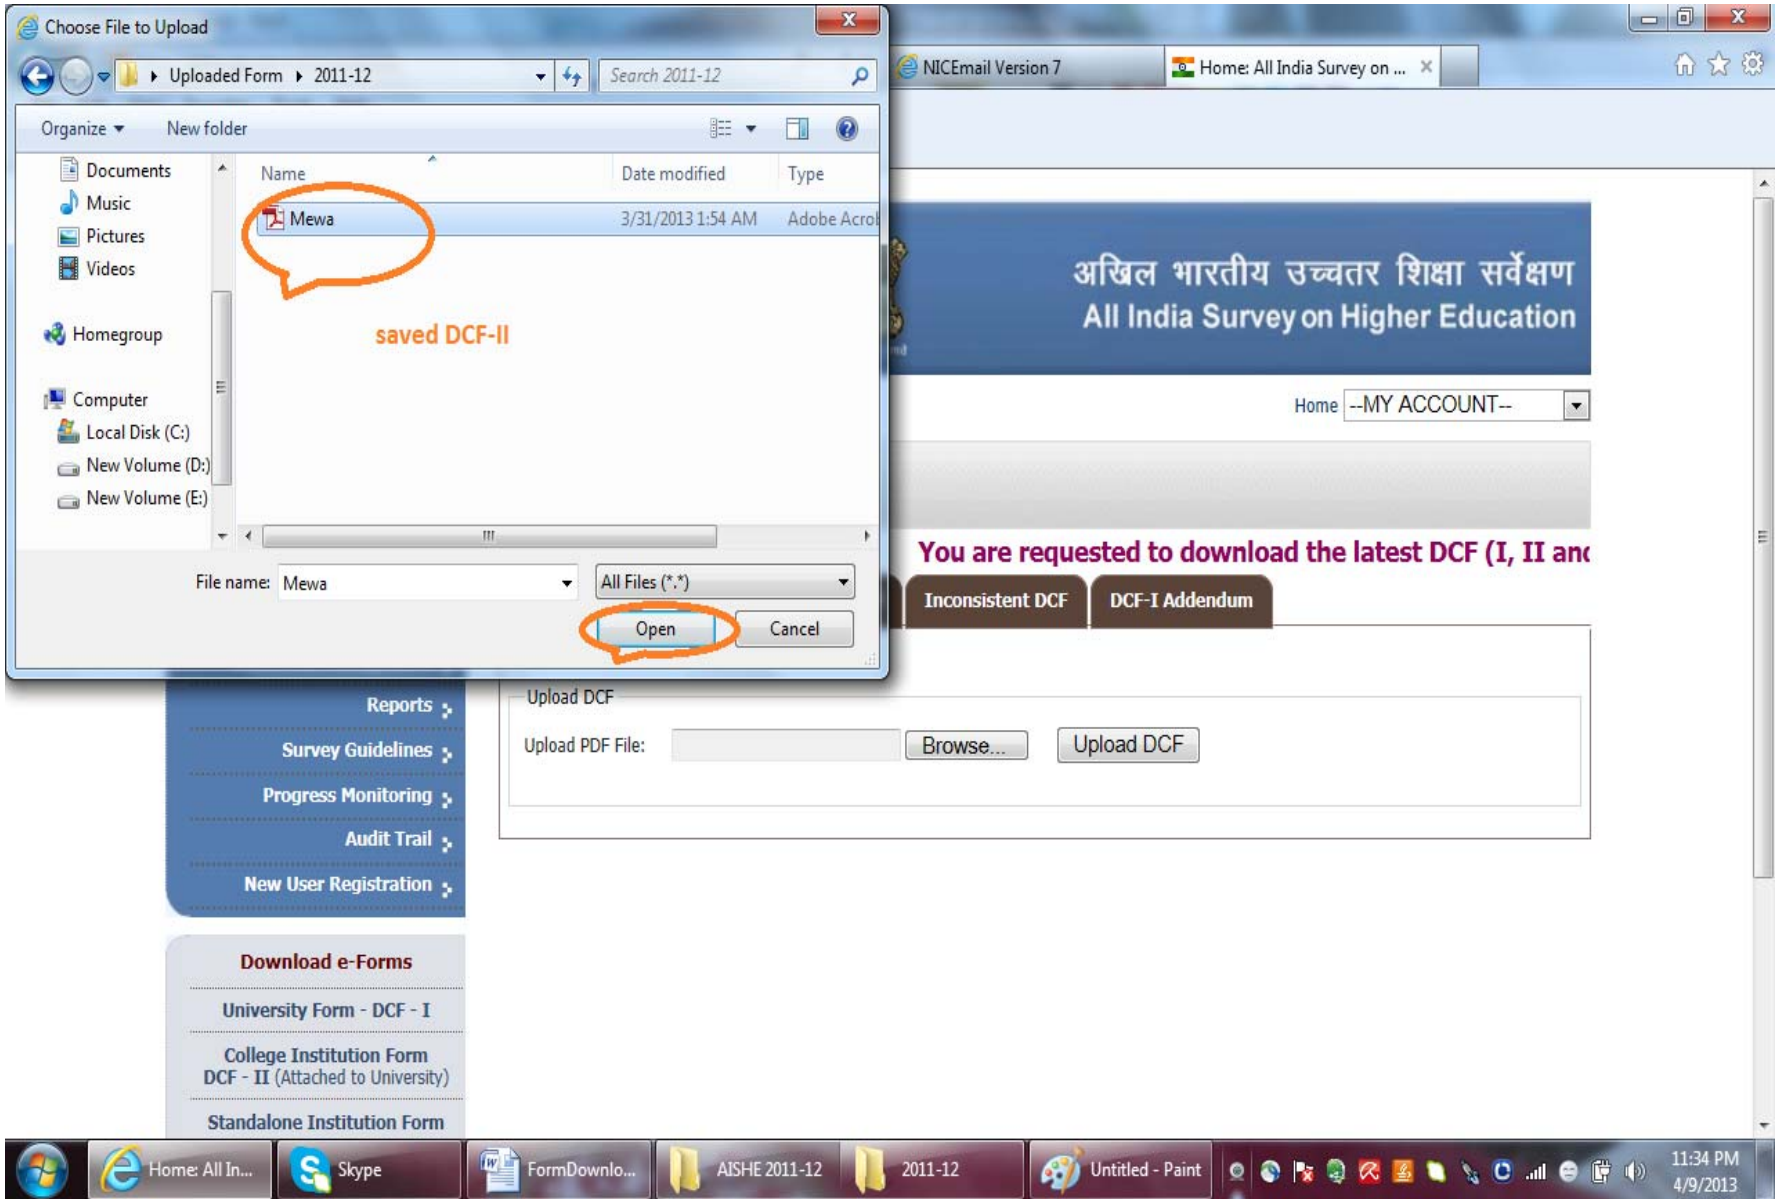 Choose File to Upload
Uploaded Form ▸ 2011-12
Search 2011-12
Organize
New folder
Documents
Music
Pictures
Videos
Homegroup
Computer
Local Disk (C:)
New Volume (D:)
New Volume (E:)
Name
Date modified
Type
Mewa
3/31/2013 1:54 AM
Adobe Acrob
saved DCF-II
File name:
Mewa
All Files (*.*)
Open
Cancel
NICEmail Version 7
Home: All India Survey on ...
अखिल भारतीय उच्चतर शिक्षा सर्वेक्षण
All India Survey on Higher Education
Home
--MY ACCOUNT--
You are requested to download the latest DCF (I, II and
Inconsistent DCF
DCF-I Addendum
Upload DCF
Upload PDF File:
Browse...
Upload DCF
Reports
Survey Guidelines
Progress Monitoring
Audit Trail
New User Registration
Download e-Forms
University Form - DCF - I
College Institution Form
DCF - II (Attached to University)
Standalone Institution Form
Home: All In...
Skype
FormDownlo...
AISHE 2011-12
2011-12
Untitled - Paint
11:34 PM
4/9/2013